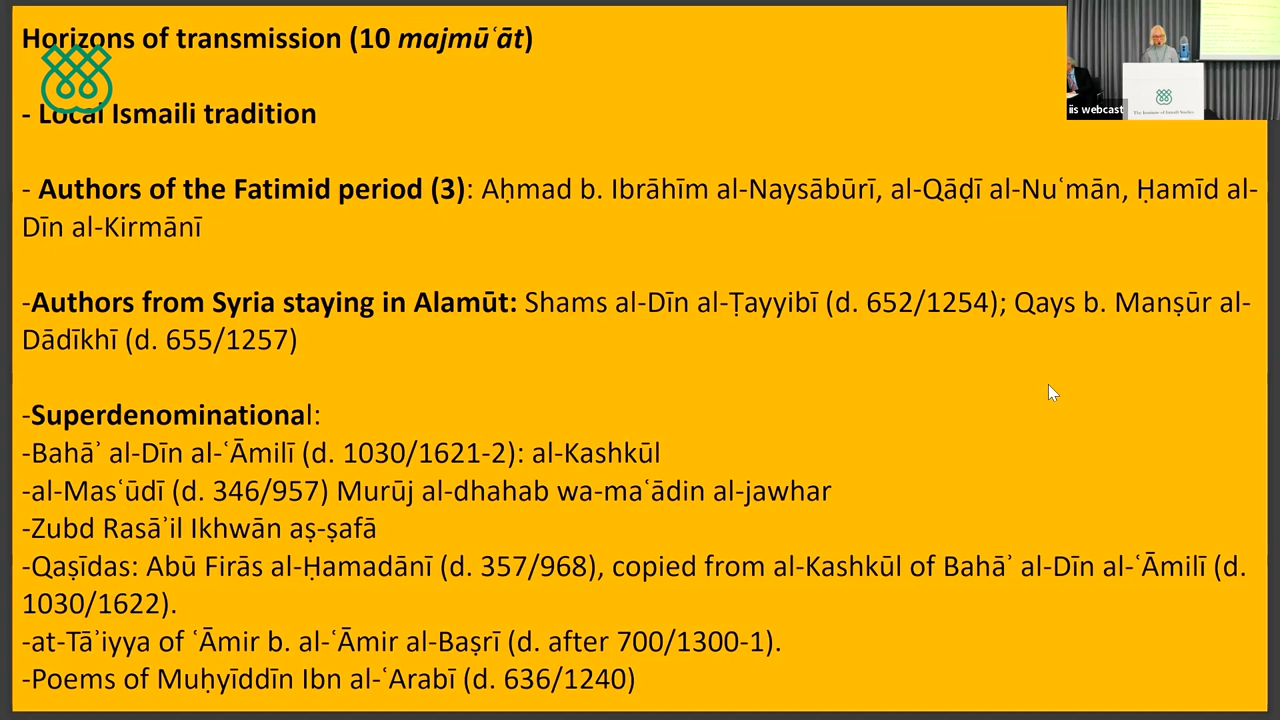 Horizons of transmission (10 majmūʿāt)
- Local Ismaili tradition
- Authors of the Fatimid period (3): Aḥmad b. Ibrāhīm al-Naysābūrī, al-Qāḍī al-Nuʿmān, Ḥamīd al-
Dīn al-Kirmānī
-Authors from Syria staying in Alamūt: Shams al-Dīn al-Ṭayyibī (d. 652/1254); Qays b. Manṣūr al-
Dādīkhī (d. 655/1257)
-Superdenominational:
-Bahāʾ al-Dīn al-ʿĀmilī (d. 1030/1621-2): al-Kashkūl
-al-Masʿūdī (d. 346/957) Murūj al-dhahab wa-maʿādin al-jawhar
-Zubd Rasāʾil Ikhwān aṣ-ṣafā
-Qaṣīdas: Abū Firās al-Ḥamadānī (d. 357/968), copied from al-Kashkūl of Bahāʾ al-Dīn al-ʿĀmilī (d.
1030/1622).
-at-Tāʾiyya of ʿĀmir b. al-ʿĀmir al-Baṣrī (d. after 700/1300-1).
-Poems of Muḥyīddīn Ibn al-ʿArabī (d. 636/1240)
iis webcast
The Institute of Ismaili Studies